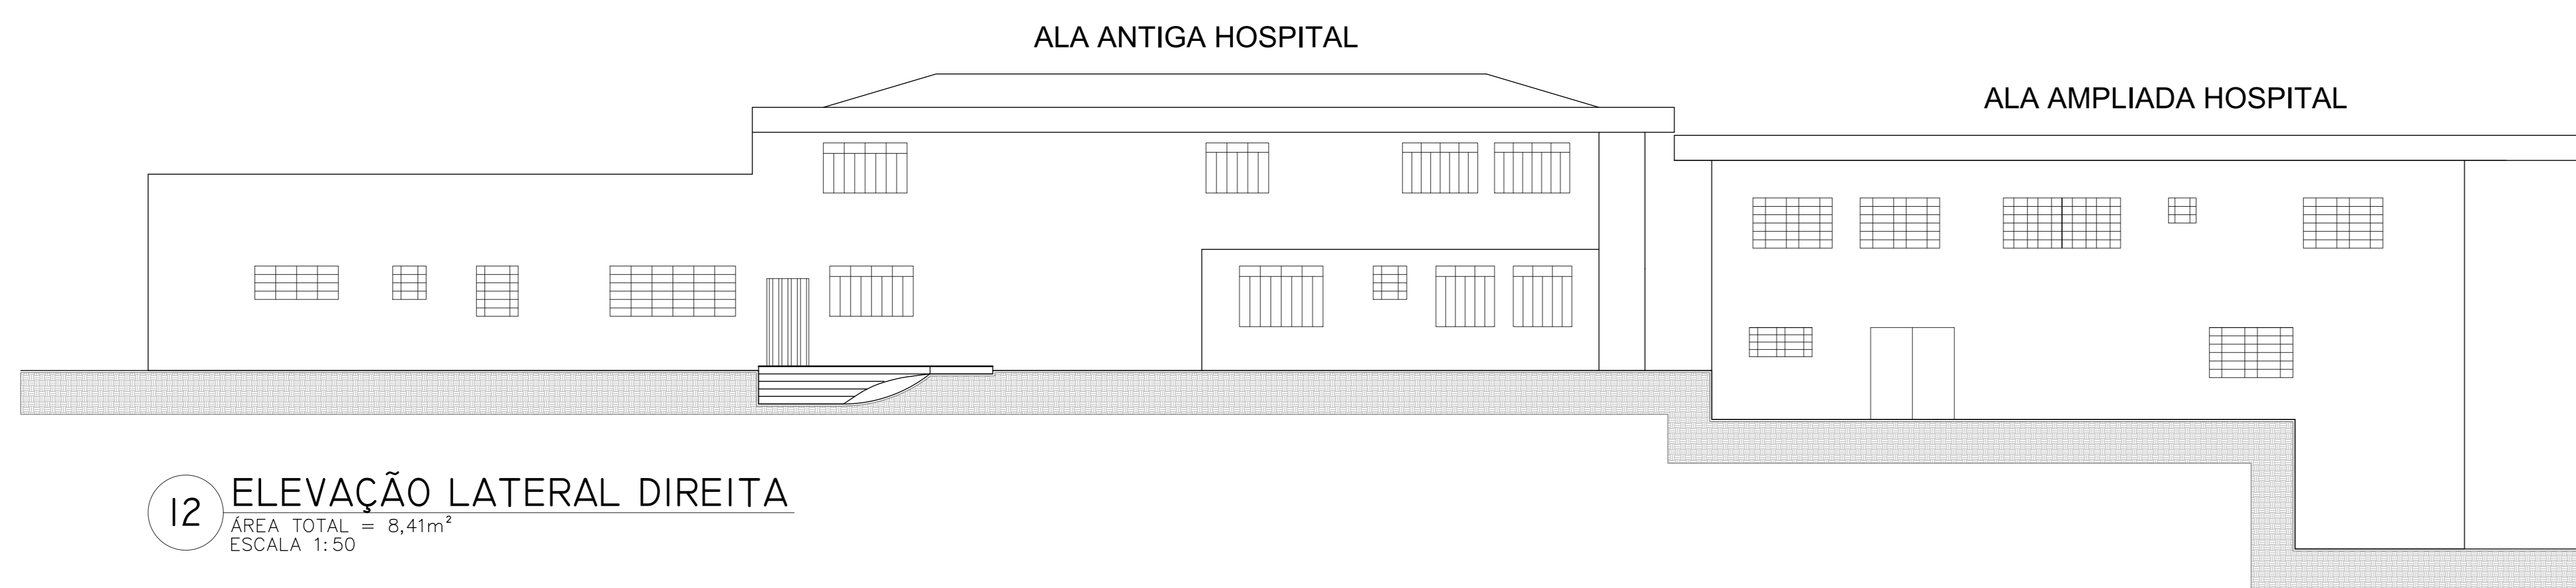 ALA ANTIGA HOSPITAL
ALA AMPLIADA HOSPITAL
12 ELEVAÇÃO LATERAL DIREITA
ÁREA TOTAL = 8,41m²
ESCALA 1:50